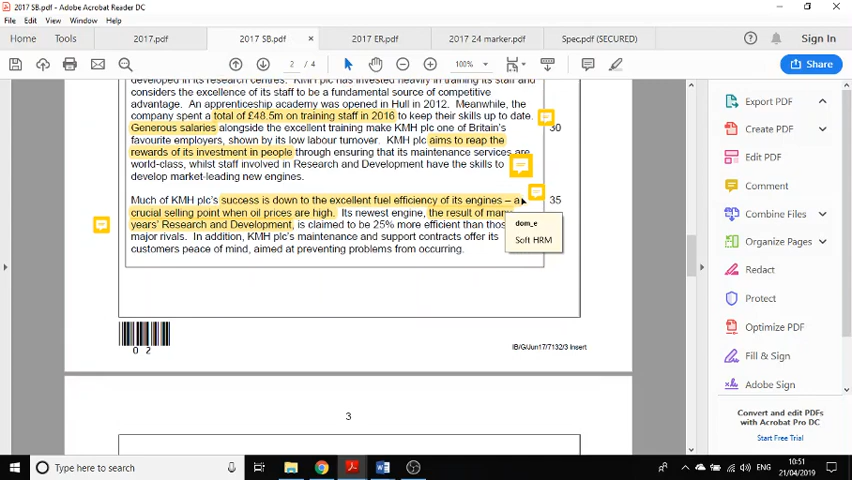 2017 SB.pdf - Adobe Acrobat Reader DC
File Edit View Window Help
Home Tools 2017.pdf 2017 SB.pdf × 2017 ER.pdf 2017 24 marker.pdf Spec.pdf (SECURED) Sign In
2 / 4 100% Share
developed in its research centres. KMH plc has invested heavily in training its staff and
considers the excellence of its staff to be a fundamental source of competitive
advantage. An apprenticeship academy was opened in Hull in 2012. Meanwhile, the
company spent a total of £48.5m on training staff in 2016 to keep their skills up to date.
Generous salaries alongside the excellent training make KMH plc one of Britain's 30
favourite employers, shown by its low labour turnover. KMH plc aims to reap the
rewards of its investment in people through ensuring that its maintenance services are
world-class, whilst staff involved in Research and Development have the skills to
develop market-leading new engines.
Much of KMH plc's success is down to the excellent fuel efficiency of its engines – a 35
crucial selling point when oil prices are high. Its newest engine, the result of many
years' Research and Development, is claimed to be 25% more efficient than
major rivals. In addition, KMH plc's maintenance and support contracts offer its
customers peace of mind, aimed at preventing problems from occurring.
dom_e
Soft HRM
0 2
IB/G/Jun17/7132/3 Insert
3
Export PDF
Create PDF
Edit PDF
Comment
Combine Files
Organize Pages
Redact
Protect
Optimize PDF
Fill & Sign
Adobe Sign
Convert and edit PDFs
with Acrobat Pro DC
Start Free Trial
Type here to search
ENG
10:51
21/04/2019